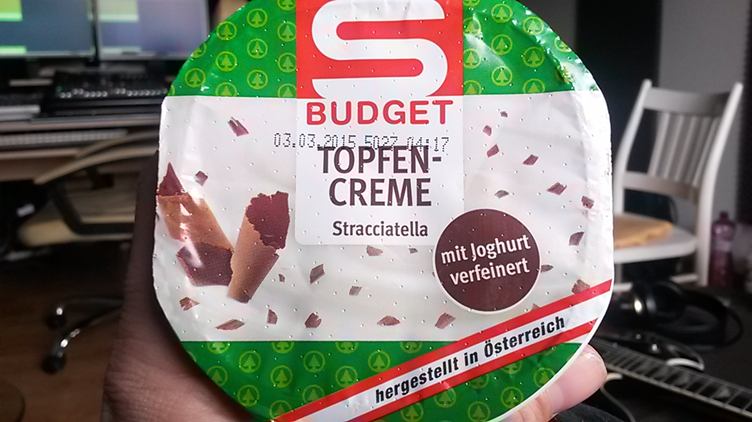 S
BUDGET
03.03.2015 5027 04:17
TOPFEN-
CREME
Stracciatella
mit Joghurt
verfeinert
hergestellt in Österreich